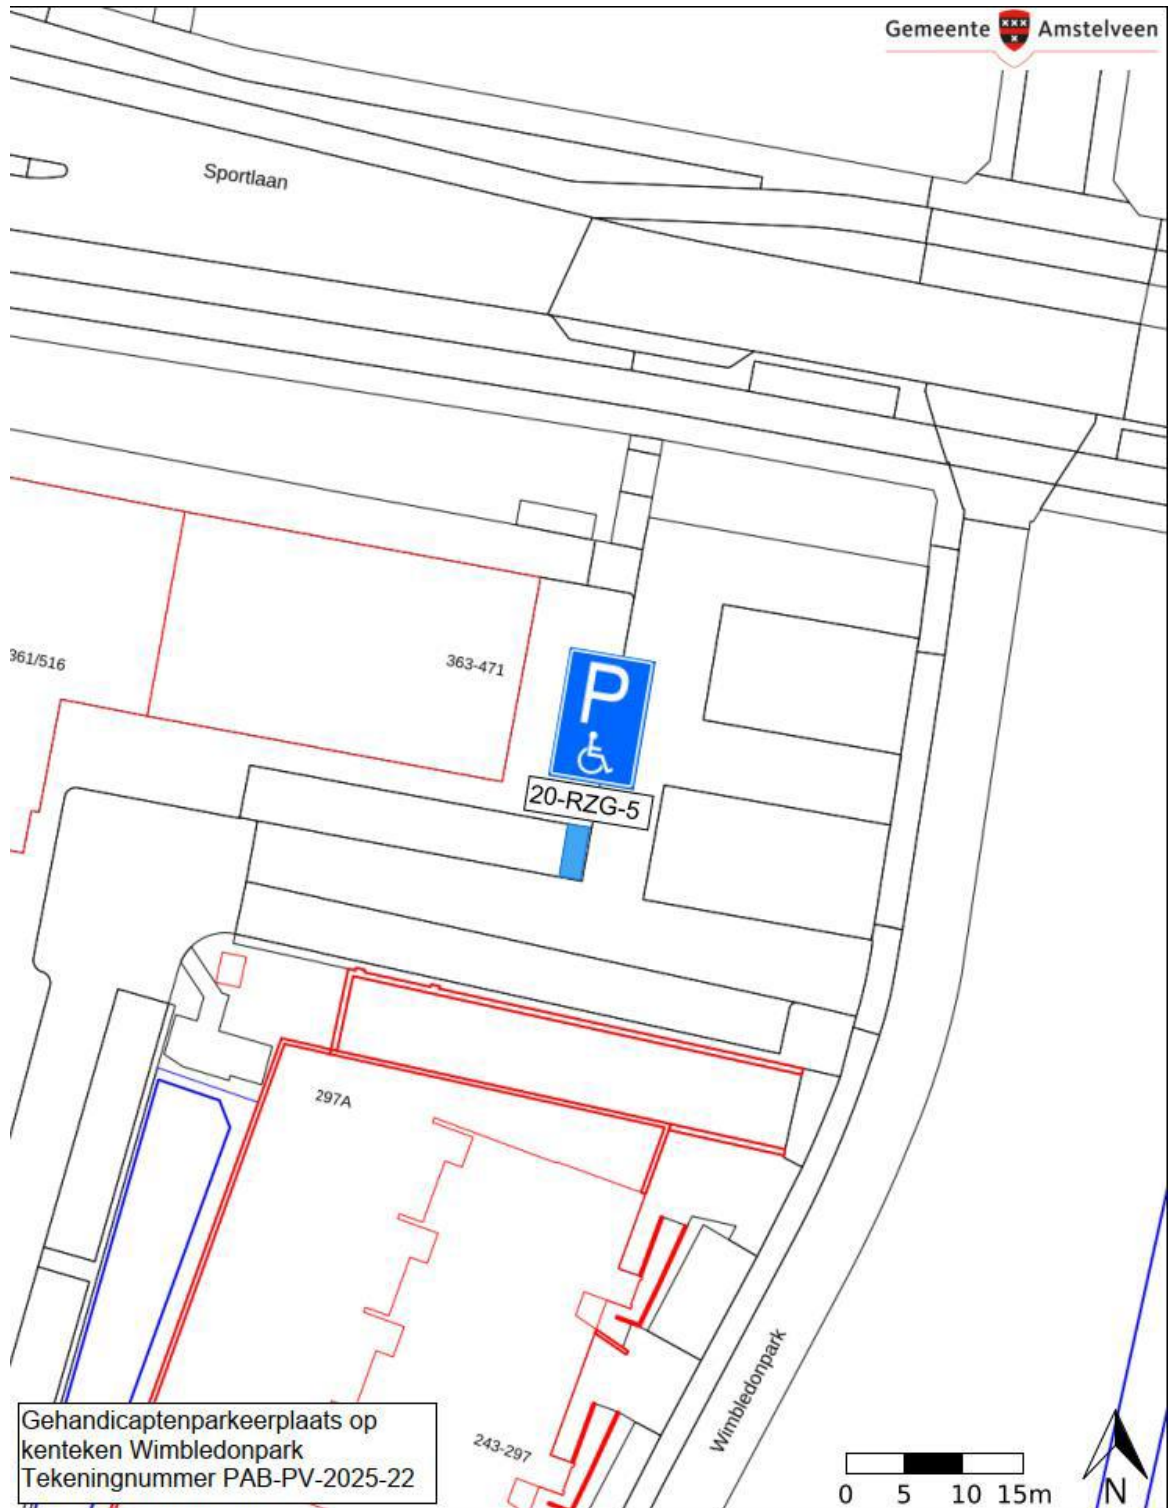 Gemeente Amstelveen
Sportlaan
361/516
363-471
P
20-RZG-5
297A
Wimbledonpark
243-297
Gehandicaptenparkeerplaats op
kenteken Wimbledonpark
Tekeningnummer PAB-PV-2025-22
0 5 10 15m
N